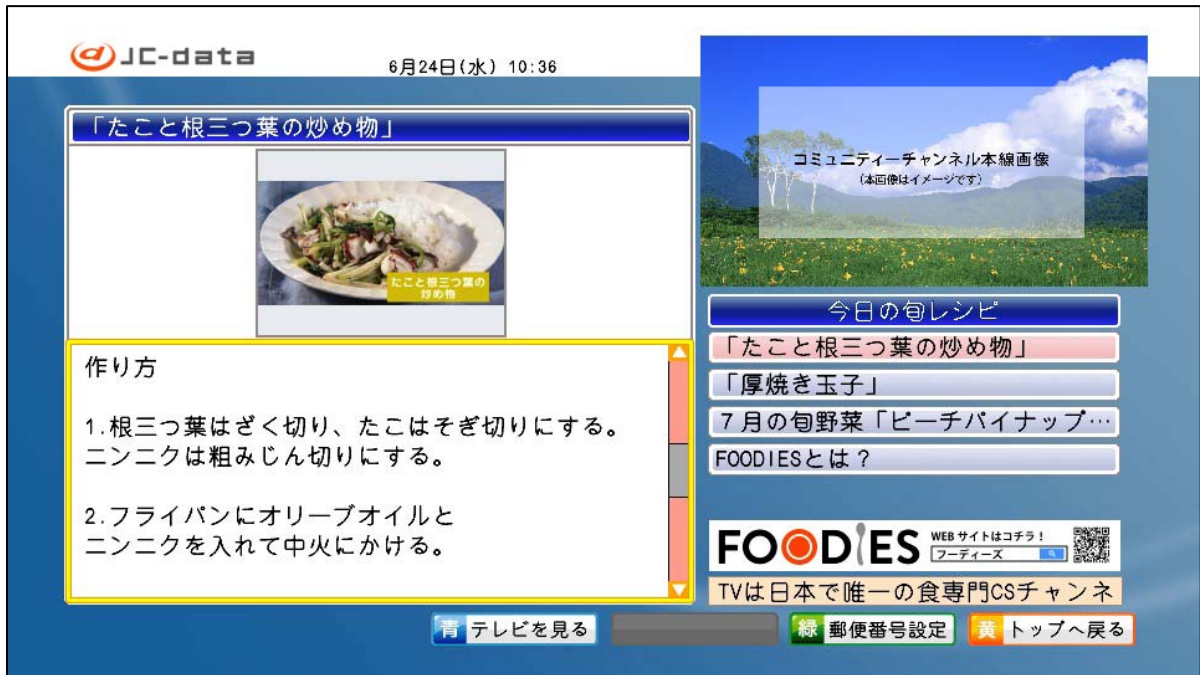 @JC-data
6月24日(水) 10:36
「たこと根三つ葉の炒め物」
たこと根三つ葉の
炒め物
作り方
1.根三つ葉はざく切り、たこはそぎ切りにする。
ニンニクは粗みじん切りにする。
2.フライパンにオリーブオイルと
ニンニクを入れて中火にかける。
コミュニティーチャンネル本線画像
(本画像はイメージです)
今日の旬レシピ
「たこと根三つ葉の炒め物」
「厚焼き玉子」
７月の旬野菜「ピーチパイナップ…
FOODIESとは？
FOODIES
WEBサイトはコチラ！
フーディーズ
TVは日本で唯一の食専門CSチャンネ
青 テレビを見る
緑 郵便番号設定
黄 トップへ戻る